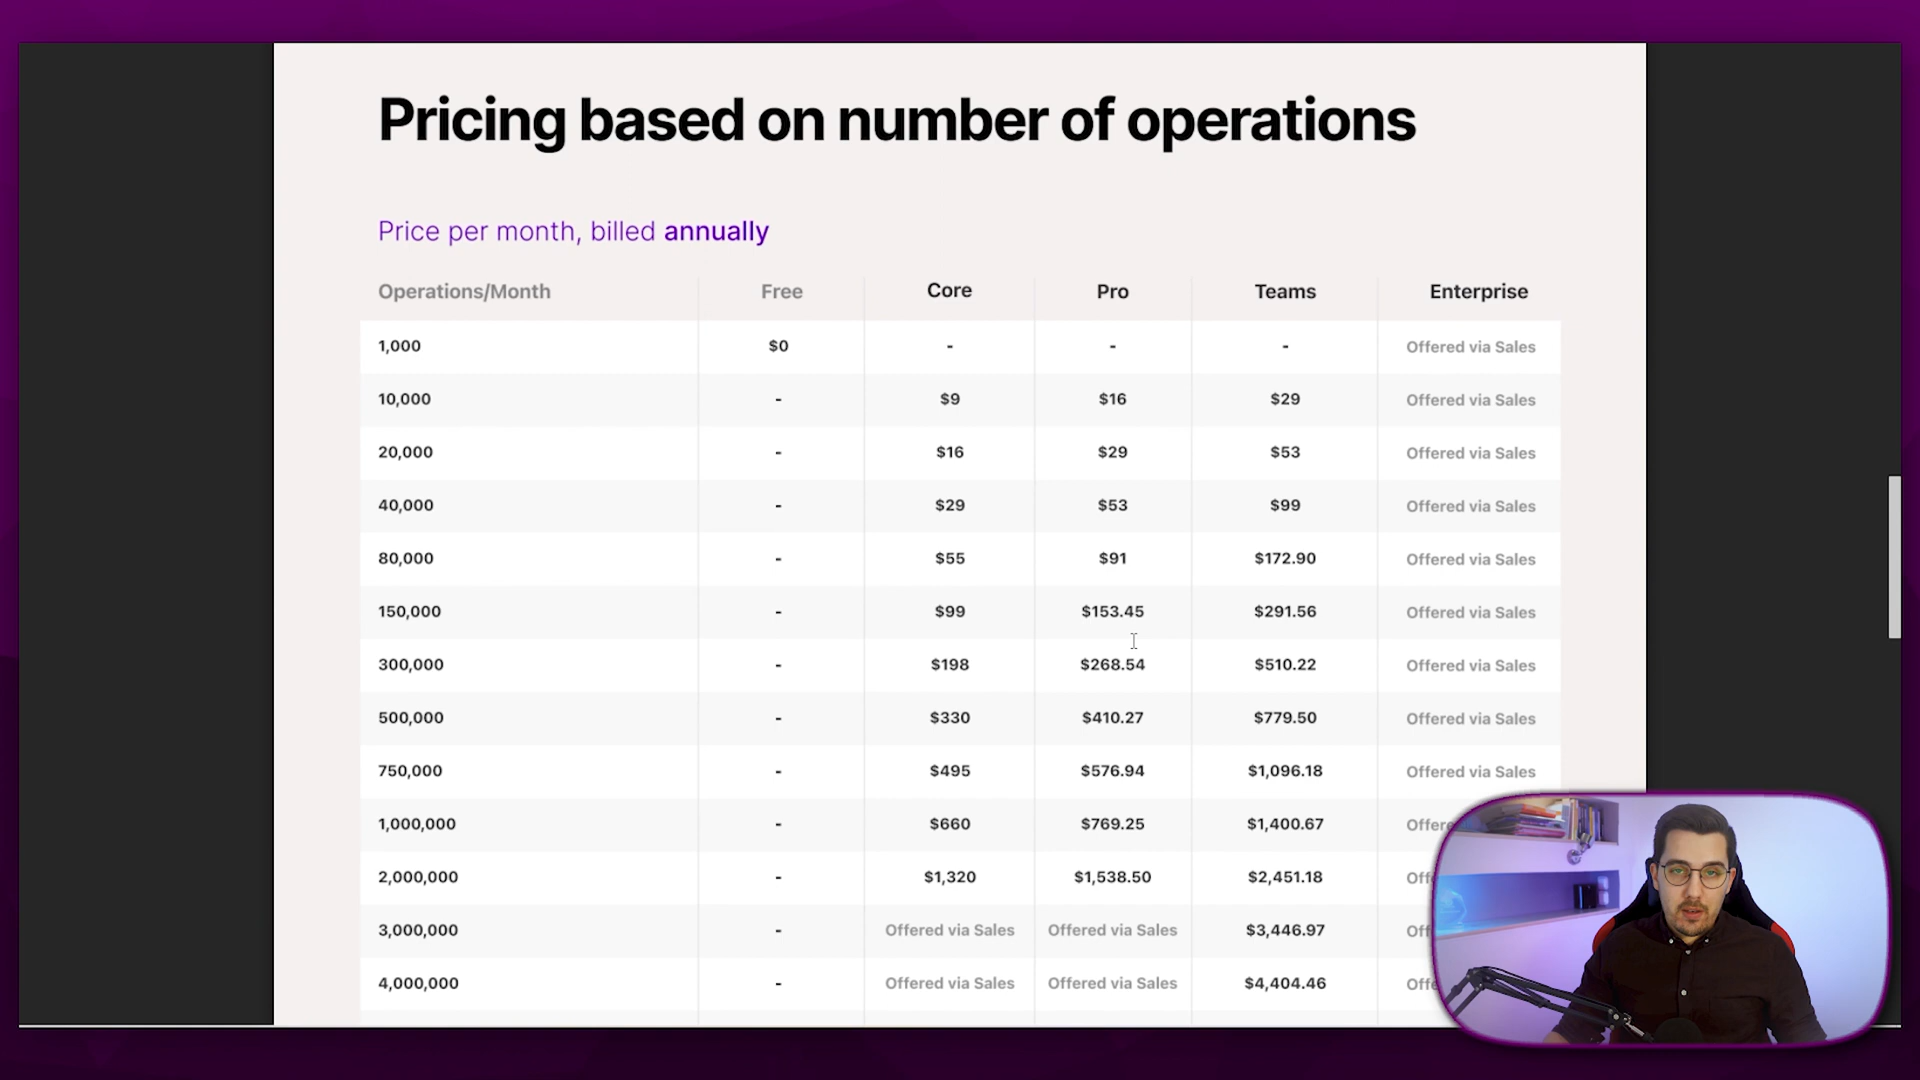 Pricing based on number of operations
Price per month, billed annually
Operations/Month Free Core Pro Teams Enterprise
1,000 $0 - - - Offered via Sales
10,000 - $9 $16 $29 Offered via Sales
20,000 - $16 $29 $53 Offered via Sales
40,000 - $29 $53 $99 Offered via Sales
80,000 - $55 $91 $172.90 Offered via Sales
150,000 - $99 $153.45 $291.56 Offered via Sales
300,000 - $198 $268.54 $510.22 Offered via Sales
500,000 - $330 $410.27 $779.50 Offered via Sales
750,000 - $495 $576.94 $1,096.18 Offered via Sales
1,000,000 - $660 $769.25 $1,400.67
2,000,000 - $1,320 $1,538.50 $2,451.18
3,000,000 - Offered via Sales Offered via Sales $3,446.97
4,000,000 - Offered via Sales Offered via Sales $4,404.46